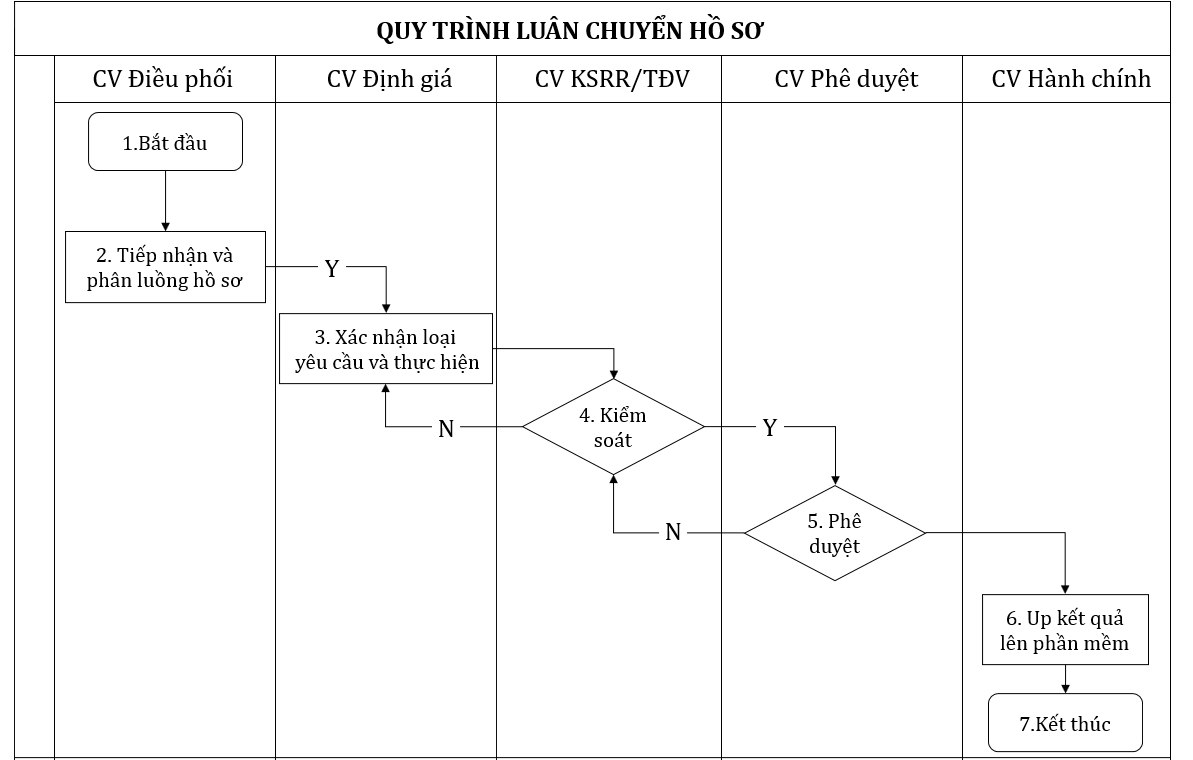 QUY TRÌNH LUÂN CHUYỂN HỒ SƠ
CV Điều phối
CV Định giá
CV KSRR/TĐV
CV Phê duyệt
CV Hành chính
1.Bắt đầu
2. Tiếp nhận và
phân luồng hồ sơ
Y
3. Xác nhận loại
yêu cầu và thực hiện
4. Kiểm
soát
N
Y
5. Phê
duyệt
N
6. Up kết quả
lên phần mềm
7.Kết thúc